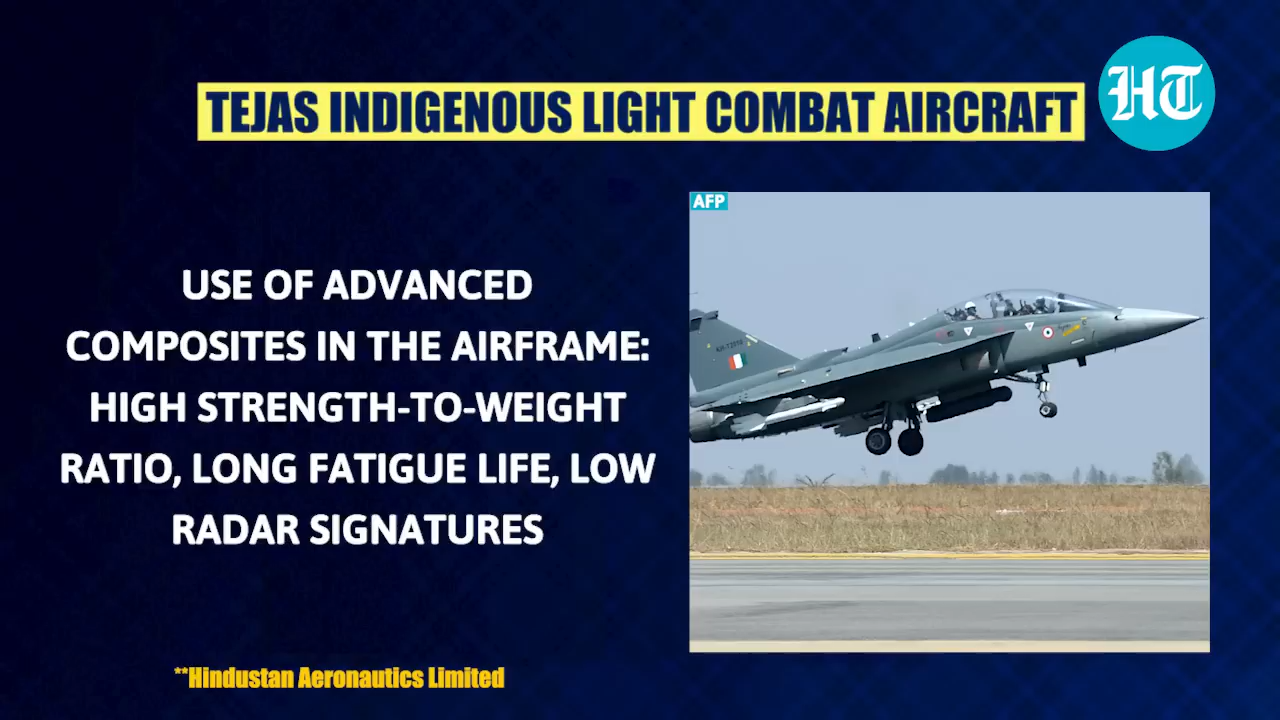 TEJAS INDIGENOUS LIGHT COMBAT AIRCRAFT
HT
AFP
USE OF ADVANCED
COMPOSITES IN THE AIRFRAME:
HIGH STRENGTH-TO-WEIGHT
RATIO, LONG FATIGUE LIFE, LOW
RADAR SIGNATURES
**Hindustan Aeronautics Limited